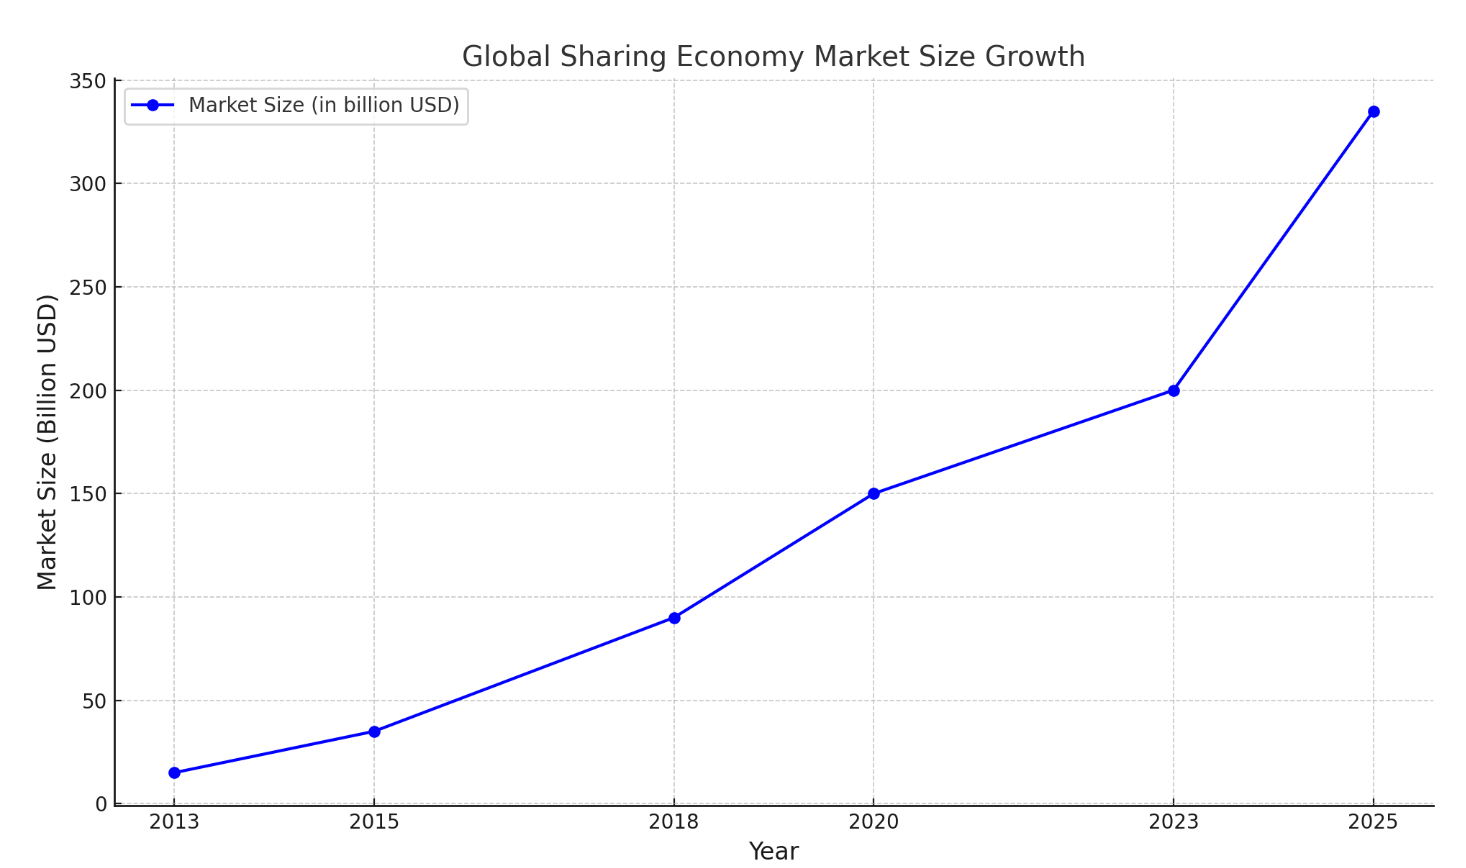 Global Sharing Economy Market Size Growth
Market Size (in billion USD)
Market Size (Billion USD)
350
300
250
200
150
100
50
0
2013 2015 2018 2020 2023 2025
Year